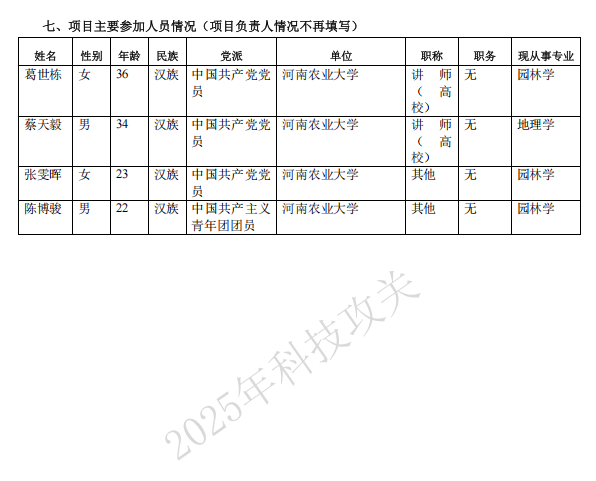 七、项目主要参加人员情况（项目负责人情况不再填写）
姓名 性别 年龄 民族 党派 单位 职称 职务 现从事专业
葛世栋 女 36 汉族 中国共产党党员 河南农业大学 讲师（高校） 无 园林学
蔡天毅 男 34 汉族 中国共产党党员 河南农业大学 讲师（高校） 无 地理学
张雯晖 女 23 汉族 中国共产党党员 河南农业大学 其他 无 园林学
陈博骏 男 22 汉族 中国共产主义青年团团员 河南农业大学 其他 无 园林学
2025年科技攻关